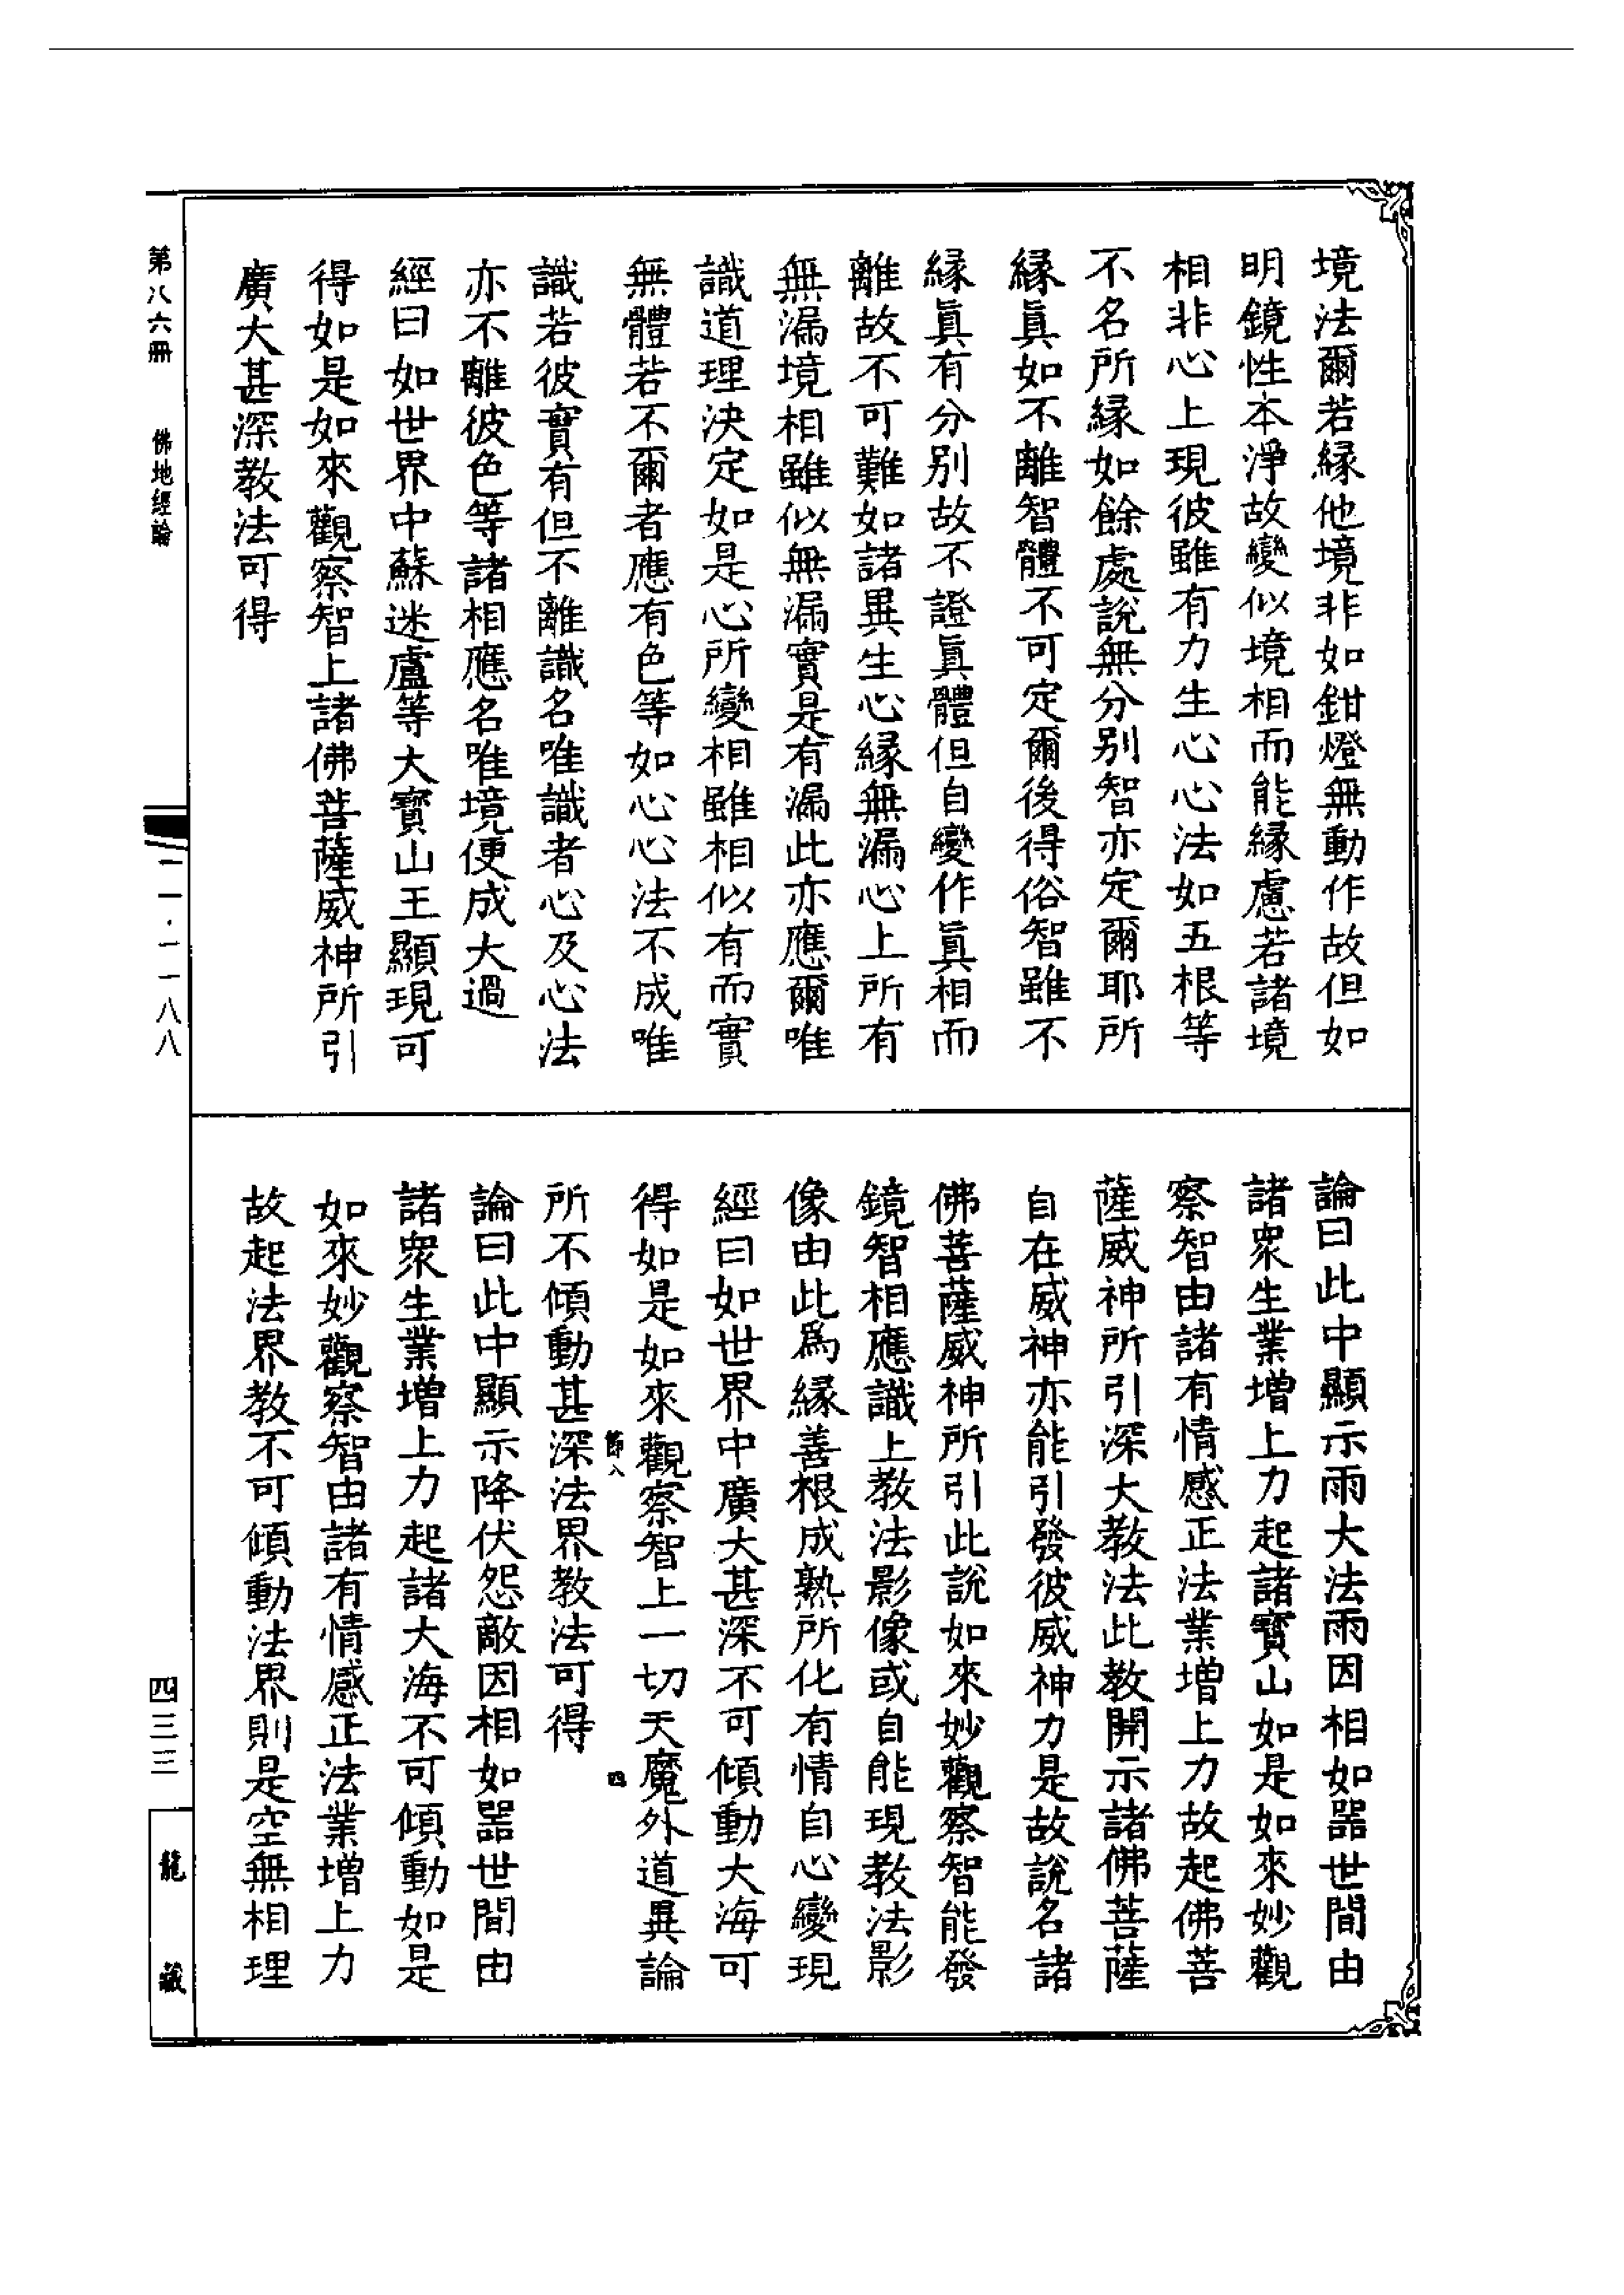 境法爾若縁他境非如鉗燈無動作故但如
明鏡性本淨故變似境相而能縁慮若諸境
相非心上現彼雖有力生心心法如五根等
不名所縁如餘處說無分别智亦定爾耶所
縁眞如不離智體不可定爾後得俗智雖不
縁眞有分别故不證眞體但自變作眞相而
離故不可難如諸異生心縁無漏心上所有
無漏境相雖似無漏實是有漏此亦應爾唯
識道理決定如是心所變相雖相似有而實
無體若不爾者應有色等如心心法不成唯
識若彼實有但不離識名唯識者心及心法
亦不離彼色等諸相應名唯境便成大過
經曰如世界中蘇迷盧等大寶山王顯現可
得如是如來觀察智上諸佛菩薩威神所引
廣大甚深教法可得
論曰此中顯示雨大法雨因相如器世間由
諸衆生業增上力起諸寶山如是如來妙觀
察智由諸有情感正法業增上力故起佛菩
薩威神所引深大教法此教開示諸佛菩薩
自在威神亦能引發彼威神力是故說名諸
佛菩薩威神所引此說如來妙觀察智能發
鏡智相應識上教法影像或自能現教法影
像由此爲縁善根成熟所化有情自心變現
經曰如世界中廣大甚深不可傾動大海可
得如是如來觀察智上一切天魔外道異論
節八 四
所不傾動甚深法界教法可得
論曰此中顯示降伏怨敵因相如器世間由
諸衆生業增上力起諸大海不可傾動如是
如來妙觀察智由諸有情感正法業增上力
故起法界教不可傾動法界則是空無相理
第八六册 佛地經論
一一·一一八八
四三三
龍藏